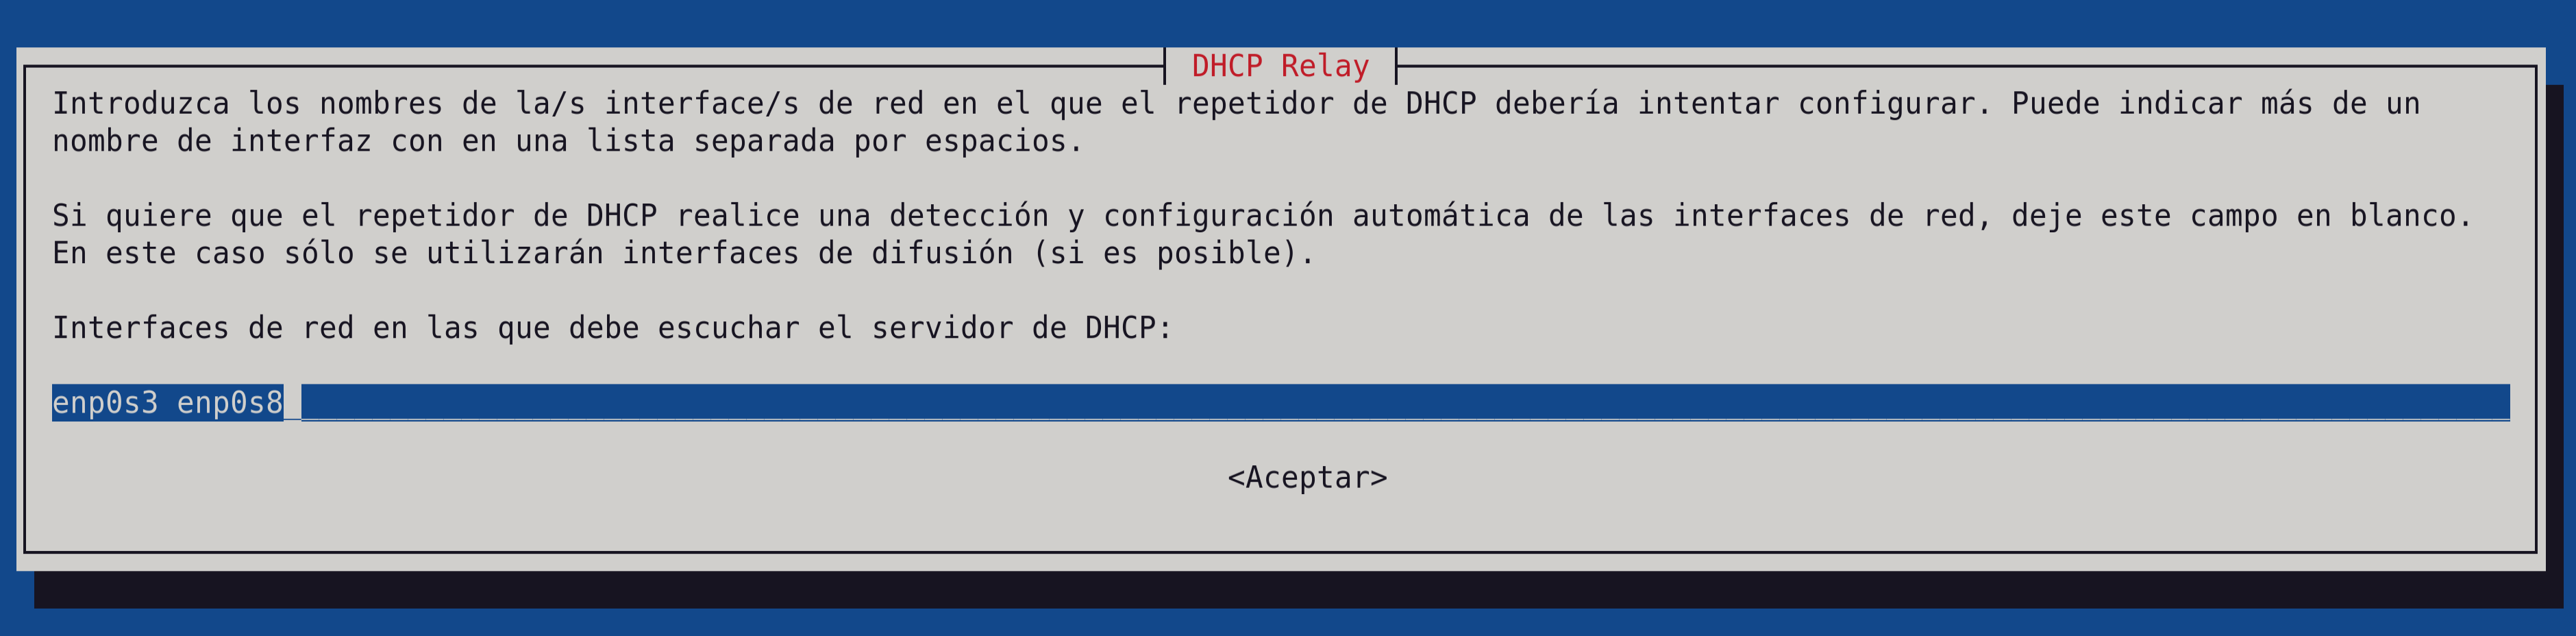 DHCP Relay
Introduzca los nombres de la/s interface/s de red en el que el repetidor de DHCP debería intentar configurar. Puede indicar más de un
nombre de interfaz con en una lista separada por espacios.
Si quiere que el repetidor de DHCP realice una detección y configuración automática de las interfaces de red, deje este campo en blanco.
En este caso sólo se utilizarán interfaces de difusión (si es posible).
Interfaces de red en las que debe escuchar el servidor de DHCP:
enp0s3 enp0s8
<Aceptar>